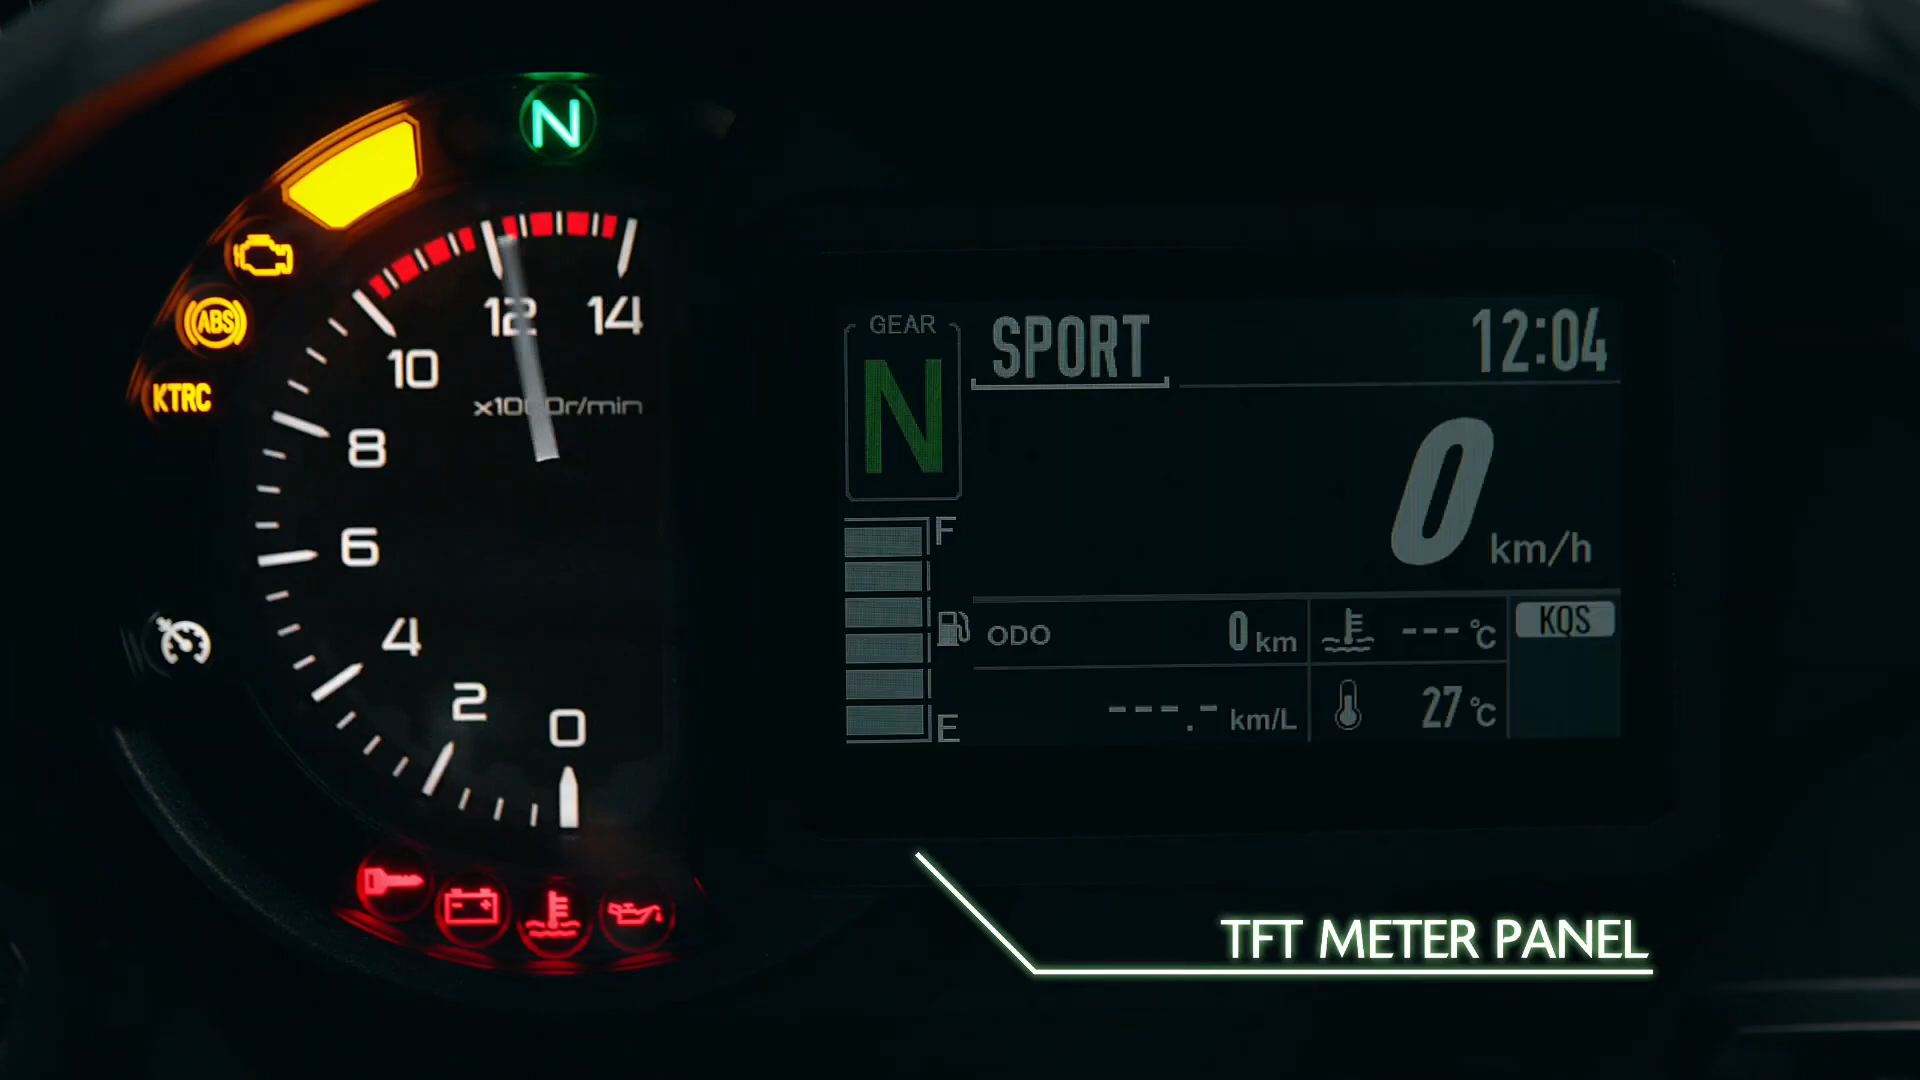 N
ABS
KTRC
14
12
10
x1000r/min
8
6
4
2
0
GEAR
N
SPORT
12:04
0 km/h
F
E
ODO 0 km
---°C
KQS
---.- km/L
27°C
TFT METER PANEL